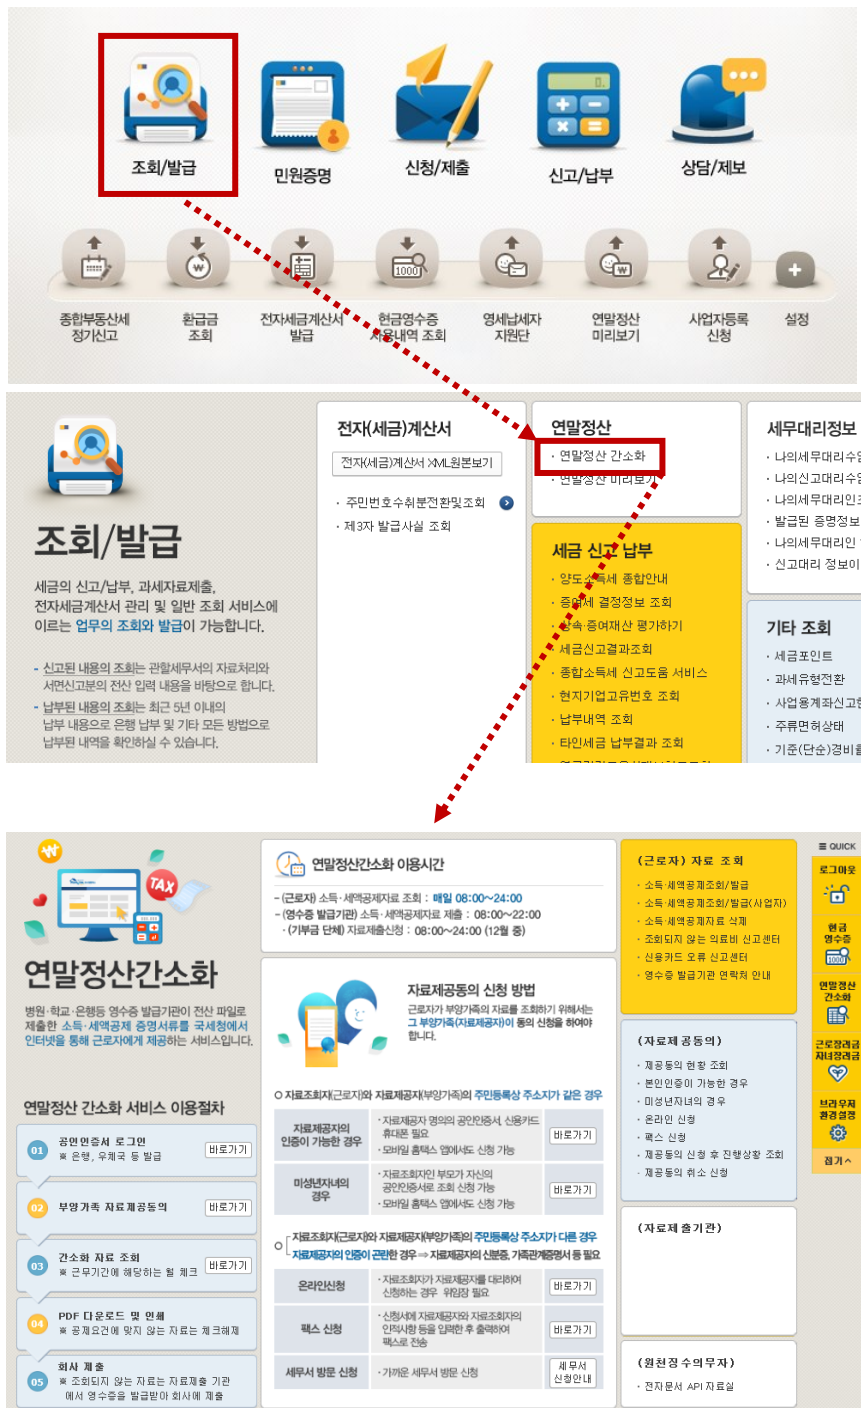 조회/발급
민원증명
신청/제출
신고/납부
상담/제보
종합부동산세
정기신고
환급금
조회
전자세금계산서
발급
현금영수증
사용내역 조회
영세납세자
지원단
연말정산
미리보기
사업자등록
신청
설정
조회/발급
세금의 신고/납부, 과세자료제출,
전자세금계산서 관리 및 일반 조회 서비스에
이르는 업무의 조회와 발급이 가능합니다.
- 신고된 내용의 조회는 관할세무서의 자료처리와
서면신고분의 전산 입력 내용을 바탕으로 합니다.
- 납부된 내용의 조회는 최근 5년 이내의
납부 내용으로 은행 납부 및 기타 모든 방법으로
납부된 내역을 확인하실 수 있습니다.
전자(세금)계산서
전자(세금)계산서 XML원본보기
· 주민번호수취분전환및조회
· 제3자 발급사실 조회
연말정산
· 연말정산 간소화
· 연말정산 미리보기
세금 신고 납부
· 양도소득세 종합안내
· 증여세 결정정보 조회
· 상속·증여재산 평가하기
· 세금신고결과조회
· 종합소득세 신고도움 서비스
· 현지기업고유번호 조회
· 납부내역 조회
· 타인세금 납부결과 조회
세무대리정보
· 나의세무대리수임
· 나의신고대리수임
· 나의세무대리인조
· 발급된 증명정보
· 나의세무대리인
· 신고대리 정보이
기타 조회
· 세금포인트
· 과세유형전환
· 사업용계좌신고현
· 주류면허상태
· 기준(단순)경비율
TAX
연말정산간소화
병원·학교·은행등 영수증 발급기관이 전산 파일로
제출한 소득·세액공제 증명서류를 국세청에서
인터넷을 통해 근로자에게 제공하는 서비스입니다.
연말정산 간소화 서비스 이용절차
01 공인인증서 로그인
※ 은행, 우체국 등 발급
바로가기
02 부양가족 자료제공동의
바로가기
03 간소화 자료 조회
※ 근무기간에 해당하는 월 체크
바로가기
04 PDF 다운로드 및 인쇄
※ 공제요건에 맞지 않는 자료는 체크해제
05 회사 제출
※ 조회되지 않는 자료는 자료제출 기관
에서 영수증을 발급받아 회사에 제출
연말정산간소화 이용시간
- (근로자) 소득·세액공제자료 조회 : 매일 08:00~24:00
- (영수증 발급기관) 소득·세액공제자료 제출 : 08:00~22:00
· (기부금 단체) 자료제출신청 : 08:00~24:00 (12월 중)
자료제공동의 신청 방법
근로자가 부양가족의 자료를 조회하기 위해서는
그 부양가족(자료제공자)이 동의 신청을 하여야
합니다.
○ 자료조회자(근로자)와 자료제공자(부양가족)의 주민등록상 주소지가 같은 경우
자료제공자의
인증이 가능한 경우
· 자료제공자 명의의 공인인증서, 신용카드
휴대폰 필요
· 모바일 홈택스 앱에서도 신청 가능
바로가기
미성년자녀의
경우
· 자료조회자인 부모가 자신의
공인인증서로 조회 신청 가능
· 모바일 홈택스 앱에서도 신청 가능
바로가기
○ 자료조회자(근로자)와 자료제공자(부양가족)의 주민등록상 주소지가 다른 경우
자료제공자의 인증이 곤란한 경우 ⇒ 자료제공자의 신분증, 가족관계증명서 등 필요
온라인신청
· 자료조회자가 자료제공자를 대리하여
신청하는 경우 위임장 필요
바로가기
팩스 신청
· 신청서에 자료제공자와 자료조회자의
인적사항 등을 입력한 후 출력하여
팩스로 전송
바로가기
세무서 방문 신청
· 가까운 세무서 방문 신청
세무서
신청안내
(근로자) 자료 조회
· 소득·세액공제조회/발급
· 소득·세액공제조회/발급(사업자)
· 소득·세액공제자료 삭제
· 조회되지 않는 의료비 신고센터
· 신용카드 오류 신고센터
· 영수증 발급기관 연락처 안내
(자료제공동의)
· 제공동의 현황 조회
· 본인인증이 가능한 경우
· 미성년자녀의 경우
· 온라인 신청
· 팩스 신청
· 제공동의 신청 후 진행상황 조회
· 제공동의 취소 신청
(자료제출기관)
(원천징수의무자)
· 전자문서 API 자료실
≡ QUICK
로그아웃
현금
영수증
연말정산
간소화
근로장려금
자녀장려금
브라우저
환경설정
접기 ^